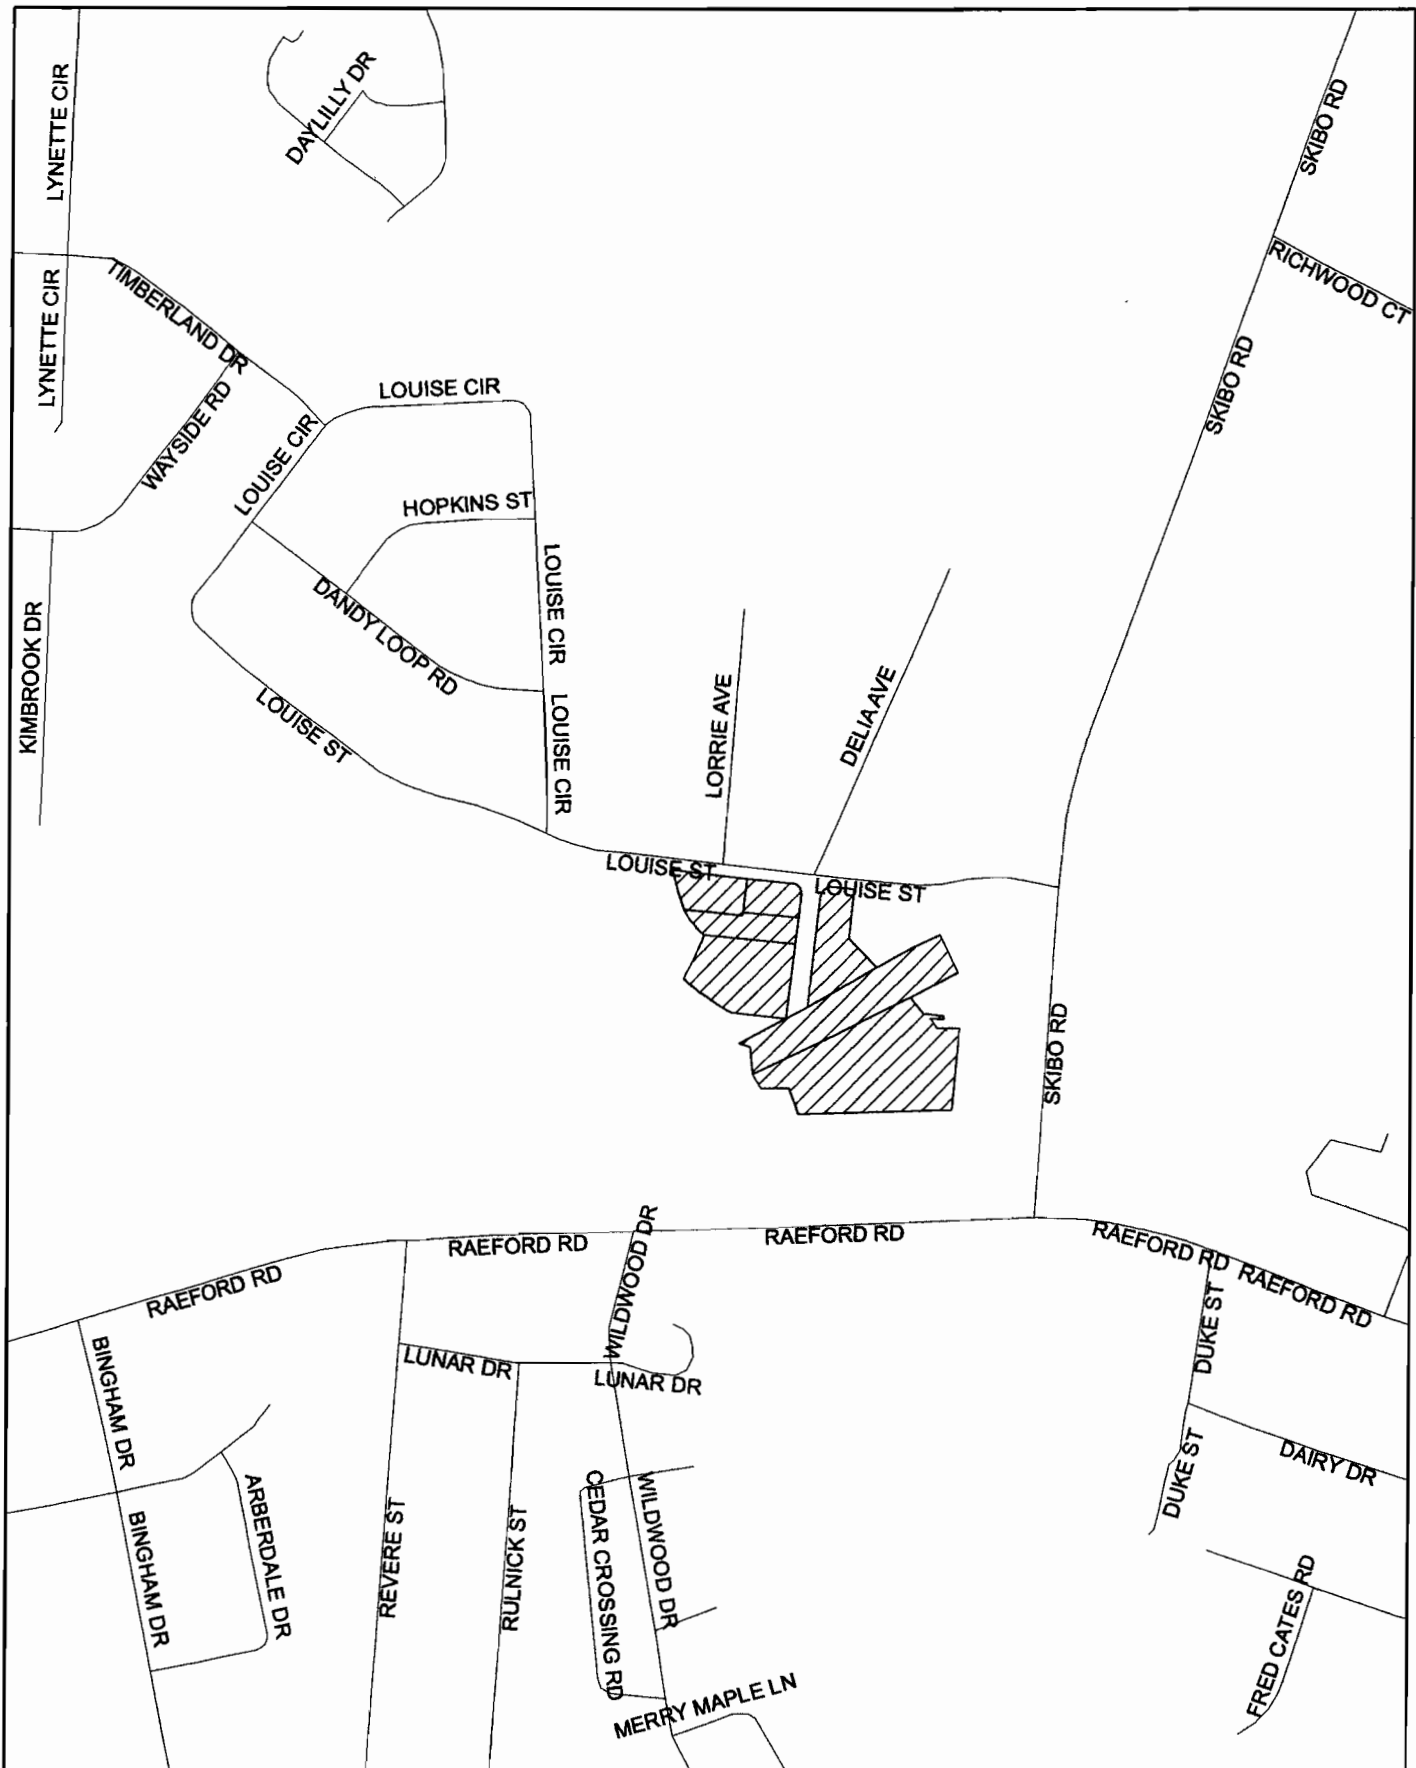 LYNETTE CIR
DAYLILLY DR
SKIBO RD
RICHWOOD CT
LYNETTE CIR
TIMBERLAND DR
SKIBO RD
WAYSIDE RD
LOUISE CIR
LOUISE CIR
HOPKINS ST
LOUISE CIR
DANDY LOOP RD
KIMBROOK DR
LOUISE ST
LOUISE CIR
LORRIE AVE
DELIA AVE
LOUISE ST
LOUISE ST
SKIBO RD
RAEFORD RD
RAEFORD RD
WILDWOOD DR
RAEFORD RD
RAEFORD RD
RAEFORD RD
DUKE ST
BINGHAM DR
LUNAR DR
LUNAR DR
DUKE ST
DAIRY DR
BINGHAM DR
ARBERDALE DR
REVERE ST
RULNICK ST
CEDAR CROSSING RD
WILDWOOD DR
FRED CATES RD
MERRY MAPLE LN